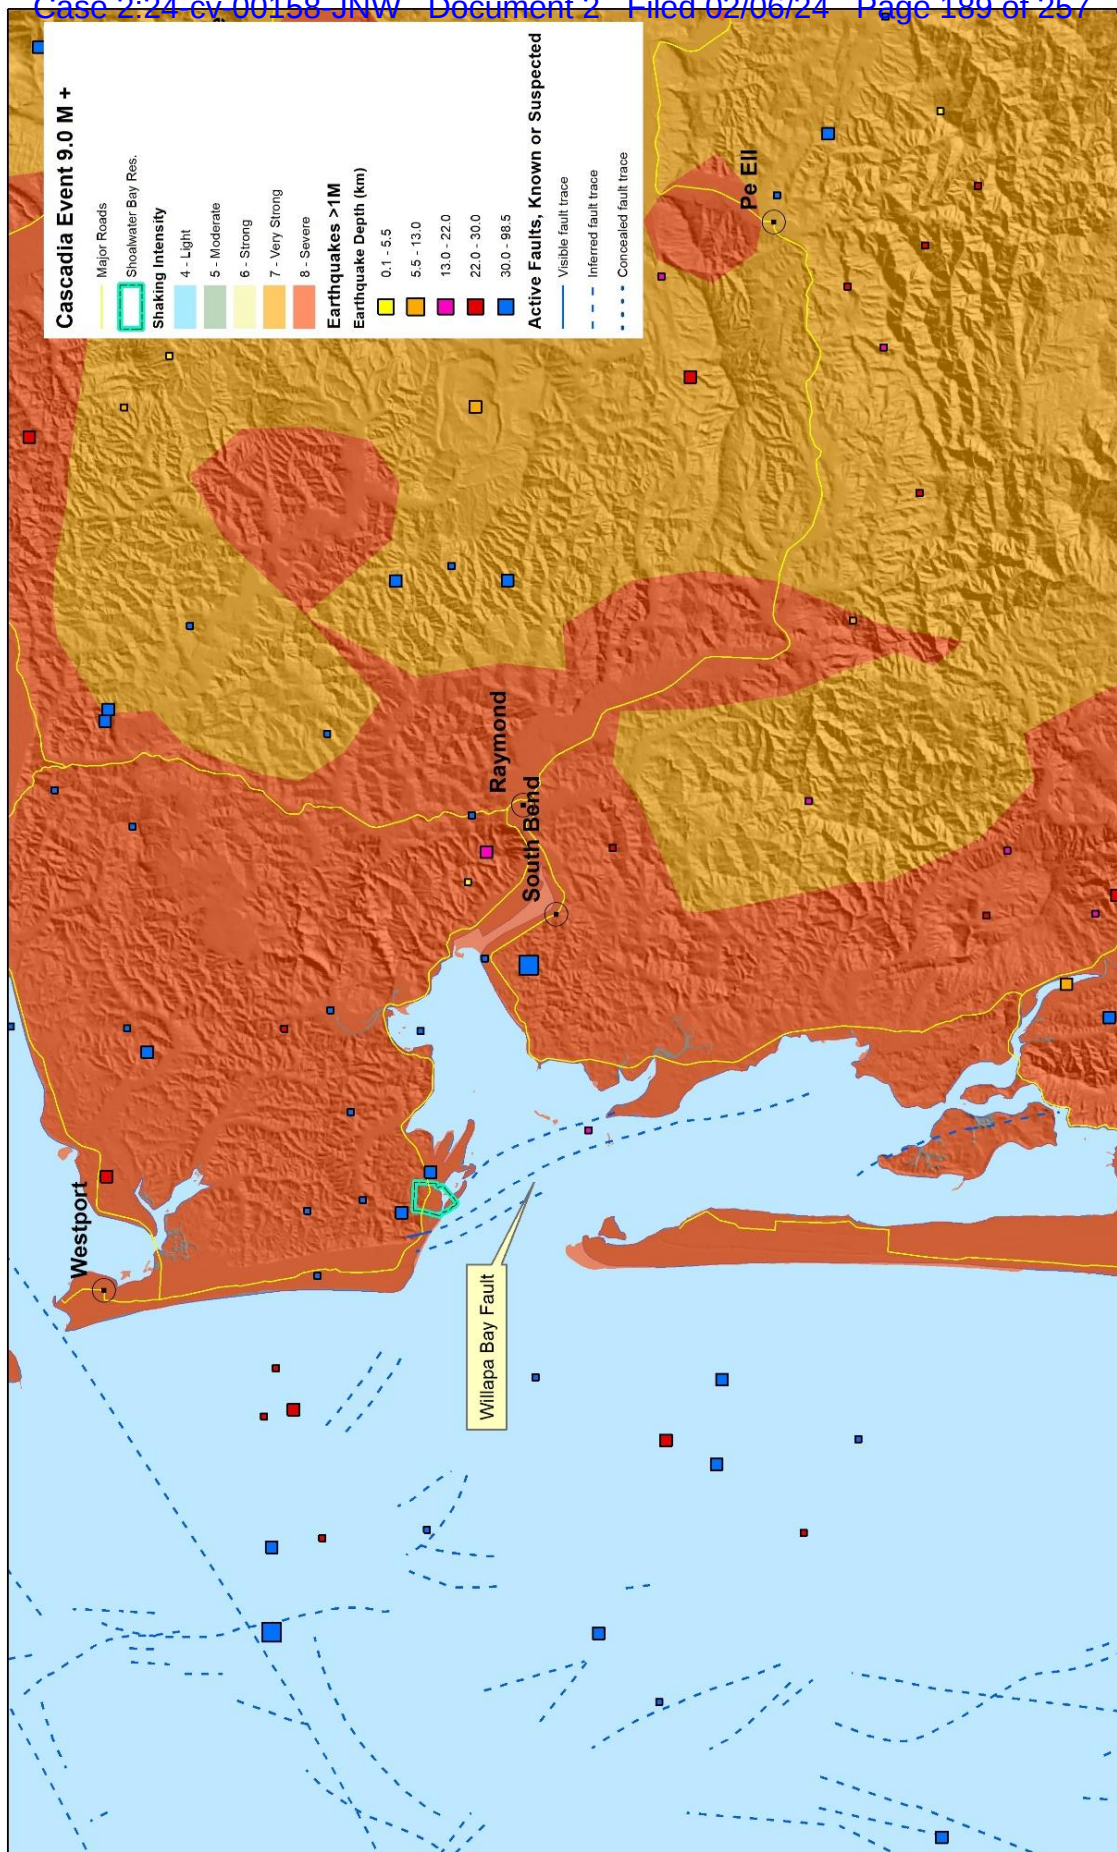 Case 2:24-cv-00158-JNW Document 2 Filed 02/06/24 Page 189 of 257
Cascadia Event 9.0 M +
Major Roads
Shoalwater Bay Res.
Shaking Intensity
4 - Light
5 - Moderate
6 - Strong
7 - Very Strong
8 - Severe
Earthquakes >1M
Earthquake Depth (km)
0.1 - 5.5
5.5 - 13.0
13.0 - 22.0
22.0 - 30.0
30.0 - 98.5
Active Faults, Known or Suspected
Visible fault trace
Inferred fault trace
Concealed fault trace
Westport
Raymond
South Bend
Pe Ell
Willapa Bay Fault